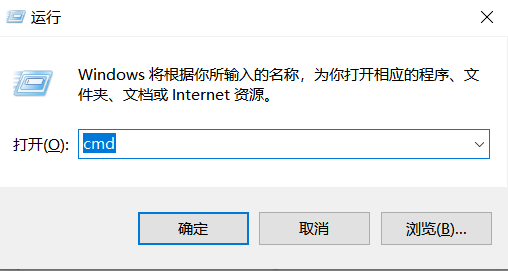 运行
Windows 将根据你所输入的名称，为你打开相应的程序、文
件夹、文档或 Internet 资源。
打开(O): cmd
确定 取消 浏览(B)...